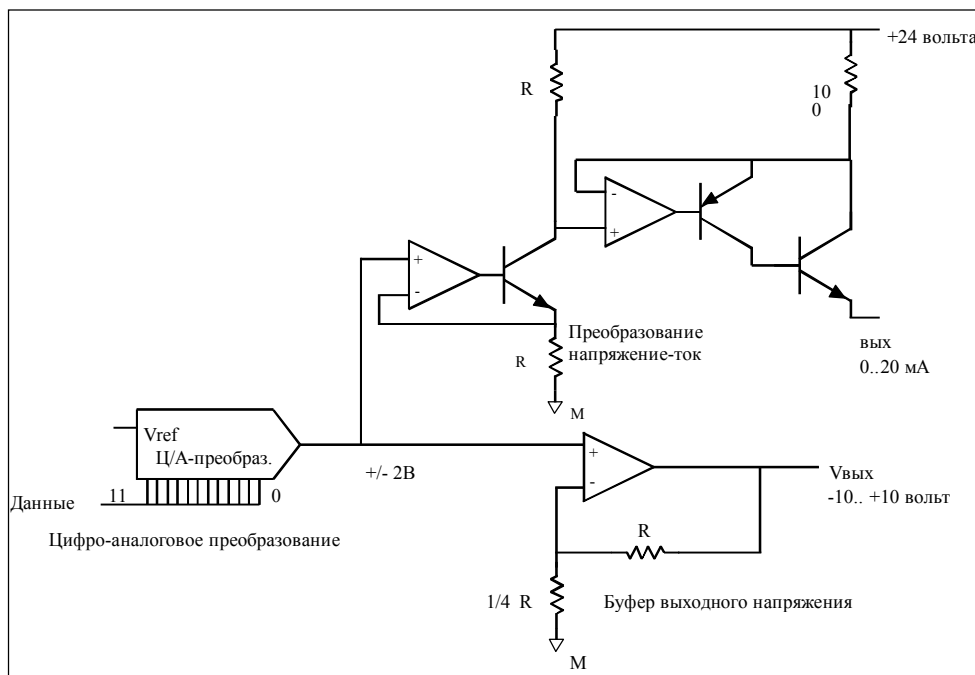 +24 вольта
R
10
0
-
+
+
-
Преобразование
напряжение-ток
R
вых
0..20 мА
М
Vref
Ц/А-преобраз.
+/- 2В
+
-
Vвых
-10.. +10 вольт
Данные
11
0
Цифро-аналоговое преобразование
R
1/4 R
Буфер выходного напряжения
М